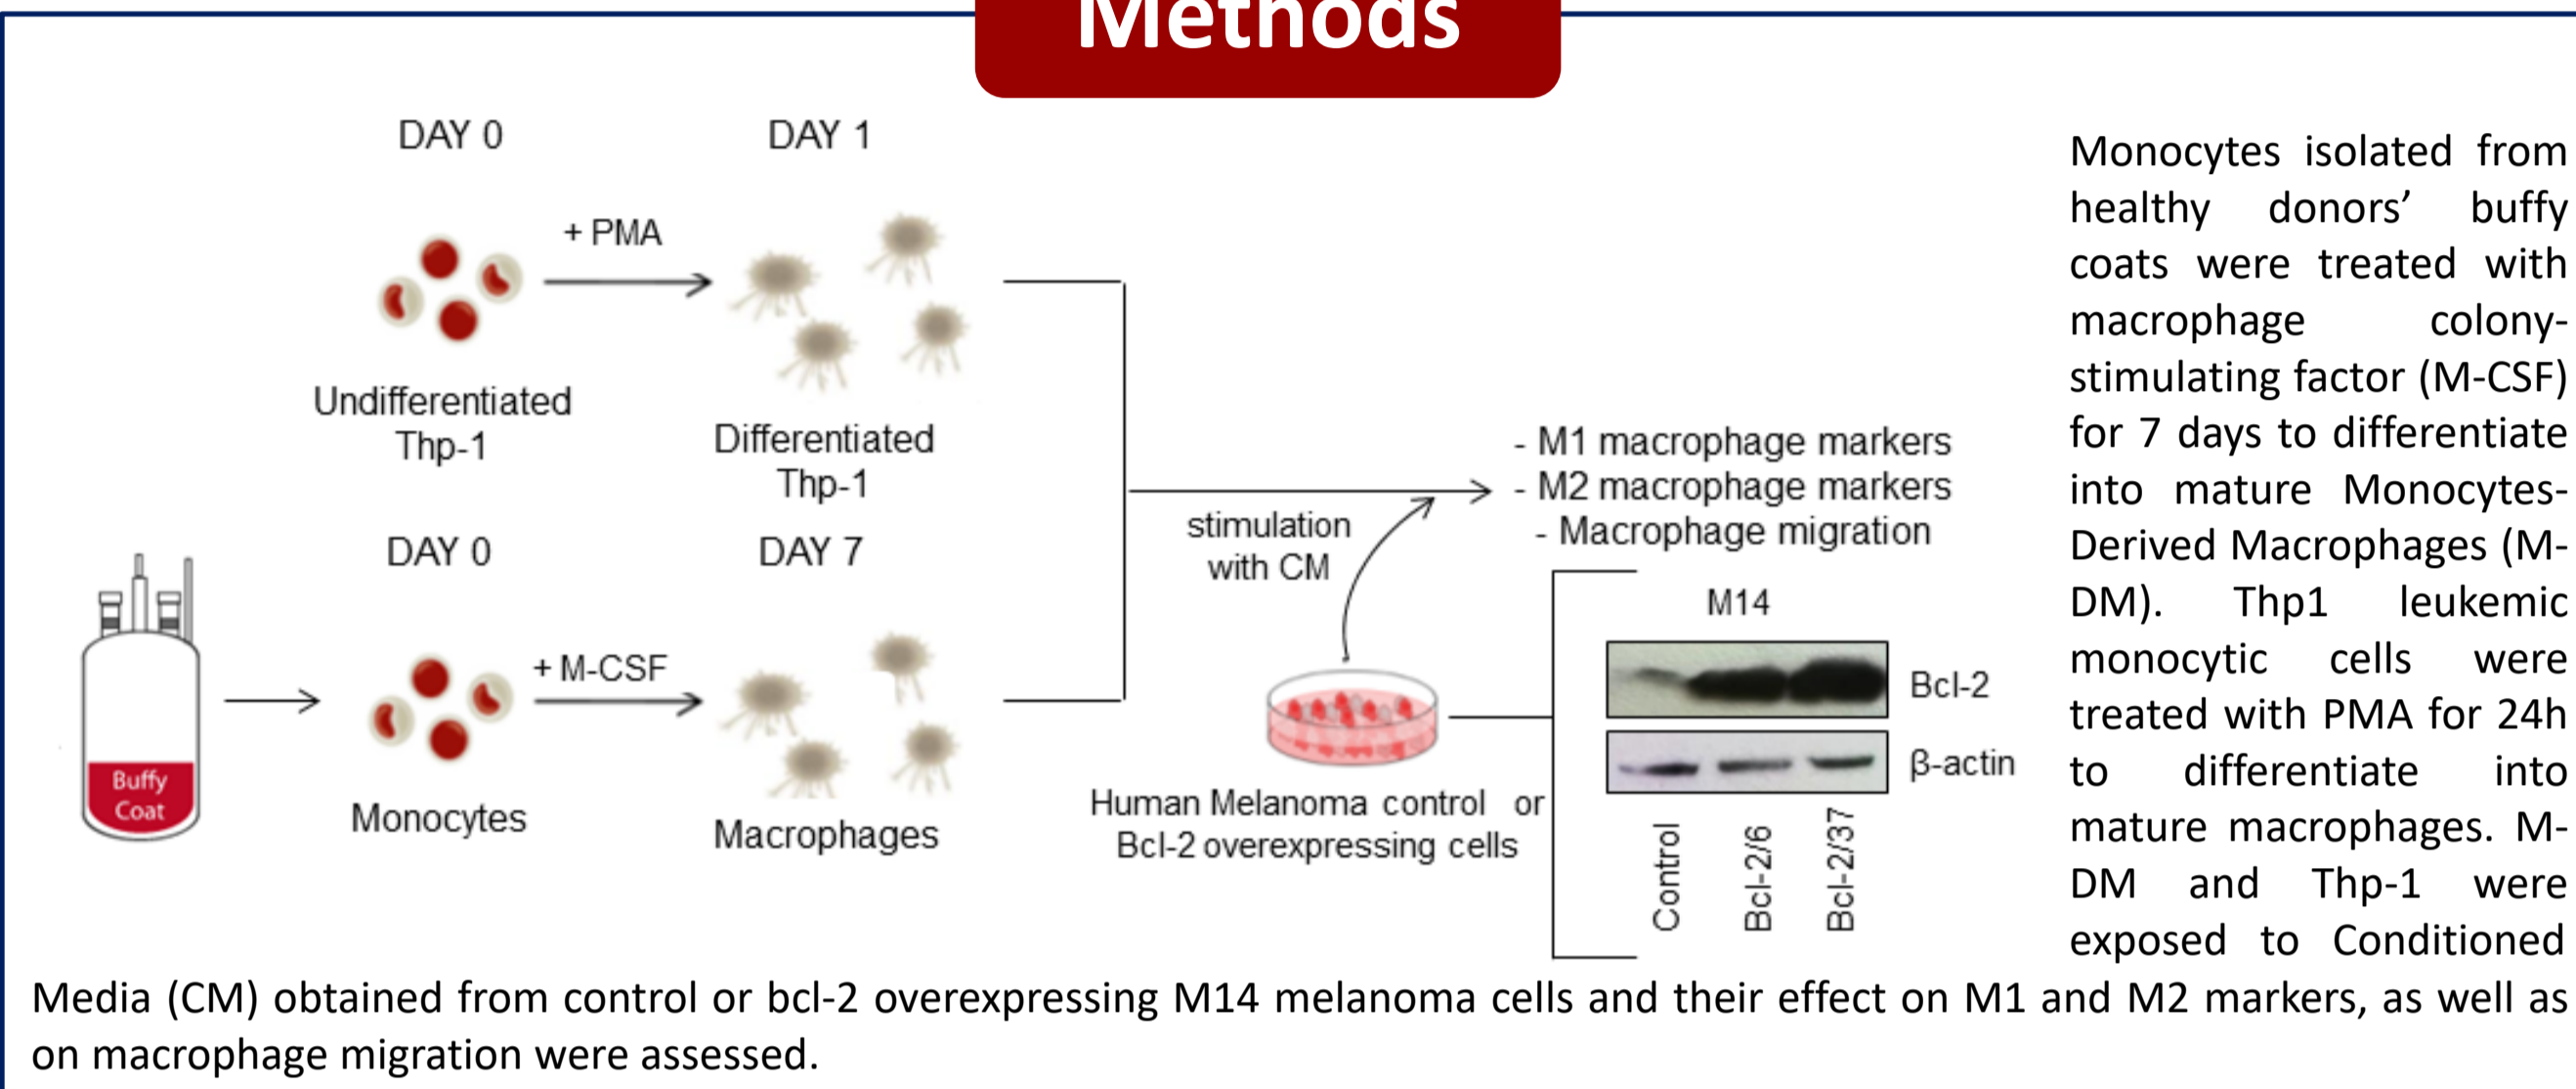 Methods
DAY 0
DAY 1
+ PMA
Undifferentiated
Thp-1
Differentiated
Thp-1
DAY 0
DAY 7
+ M-CSF
Buffy
Coat
Monocytes
Macrophages
stimulation
with CM
- M1 macrophage markers
- M2 macrophage markers
- Macrophage migration
Human Melanoma control or
Bcl-2 overexpressing cells
M14
Bcl-2
β-actin
Control
Bcl-2/6
Bcl-2/37
Monocytes isolated from
healthy donors’ buffy
coats were treated with
macrophage colony-
stimulating factor (M-CSF)
for 7 days to differentiate
into mature Monocytes-
Derived Macrophages (M-
DM). Thp1 leukemic
monocytic cells were
treated with PMA for 24h
to differentiate into
mature macrophages. M-
DM and Thp-1 were
exposed to Conditioned
Media (CM) obtained from control or bcl-2 overexpressing M14 melanoma cells and their effect on M1 and M2 markers, as well as
on macrophage migration were assessed.